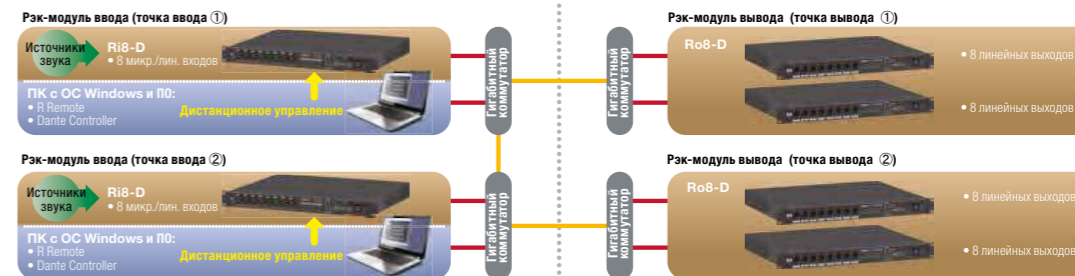 Рэк-модуль ввода (точка ввода ①)
Источники
звука
Ri8-D
• 8 микр./лин. входов
ПК с ОС Windows и ПО:
• R Remote
• Dante Controller
Дистанционное управление
Гигабитный
коммутатор
Гигабитный
коммутатор
Рэк-модуль вывода (точка вывода ①)
Ro8-D
• 8 линейных выходов
• 8 линейных выходов
Рэк-модуль ввода (точка ввода ②)
Источники
звука
Ri8-D
• 8 микр./лин. входов
ПК с ОС Windows и ПО:
• R Remote
• Dante Controller
Дистанционное управление
Гигабитный
коммутатор
Гигабитный
коммутатор
Рэк-модуль вывода (точка вывода ②)
Ro8-D
• 8 линейных выходов
• 8 линейных выходов